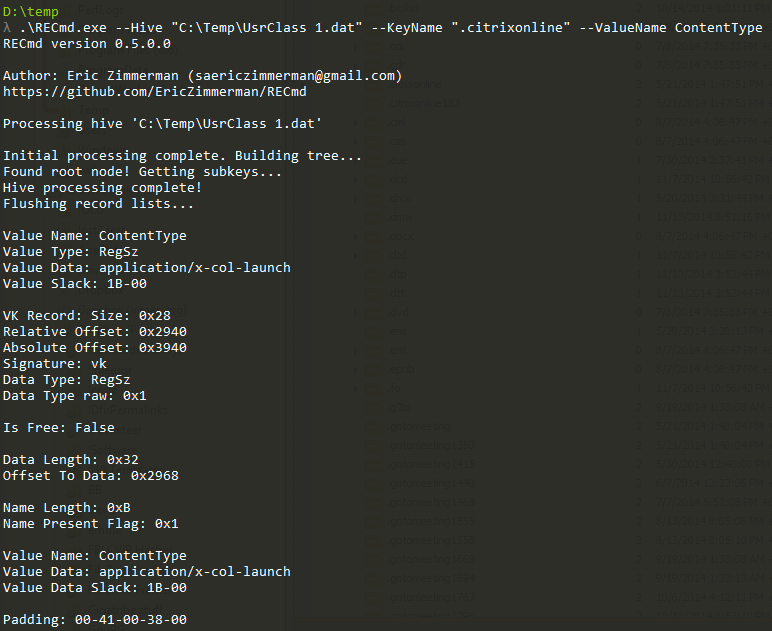 D:\temp
λ .\RECmd.exe --Hive "C:\Temp\UsrClass 1.dat" --KeyName ".citrixonline" --ValueName ContentType
RECmd version 0.5.0.0
Author: Eric Zimmerman (saericzimmerman@gmail.com)
https://github.com/EricZimmerman/RECmd
Processing hive 'C:\Temp\UsrClass 1.dat'
Initial processing complete. Building tree...
Found root node! Getting subkeys...
Hive processing complete!
Flushing record lists...
Value Name: ContentType
Value Type: RegSz
Value Data: application/x-col-launch
Value Slack: 1B-00
VK Record: Size: 0x28
Relative Offset: 0x2940
Absolute Offset: 0x3940
Signature: vk
Data Type: RegSz
Data Type raw: 0x1
Is Free: False
Data Length: 0x32
Offset To Data: 0x2968
Name Length: 0xB
Name Present Flag: 0x1
Value Name: ContentType
Value Data: application/x-col-launch
Value Data Slack: 1B-00
Padding: 00-41-00-38-00